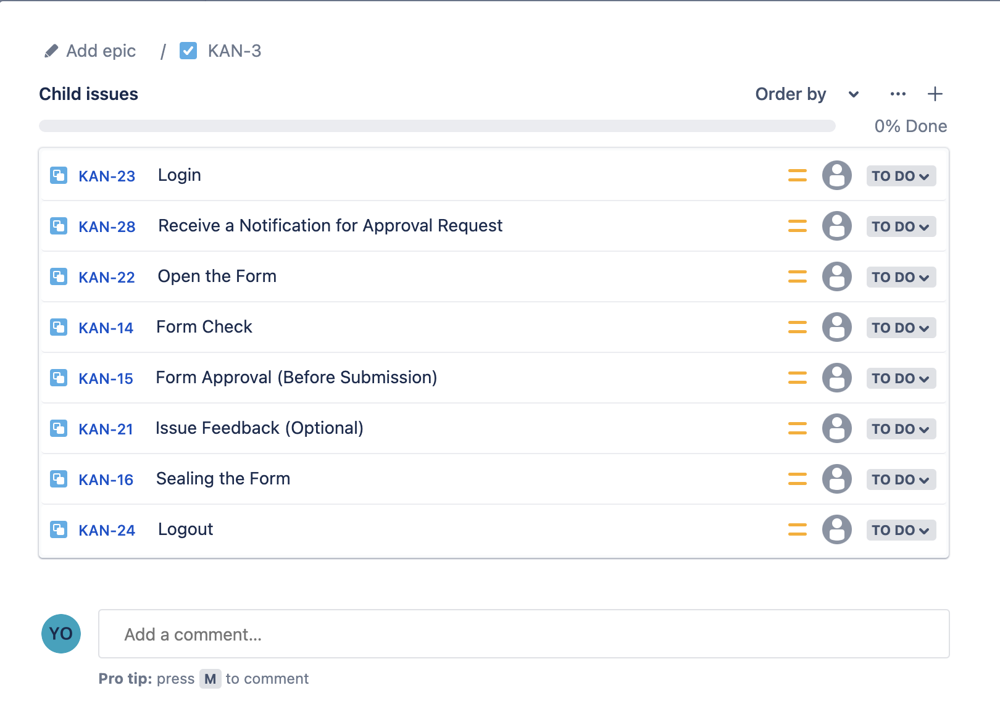 Add epic / KAN-3
Child issues Order by
0% Done
KAN-23 Login TO DO
KAN-28 Receive a Notification for Approval Request TO DO
KAN-22 Open the Form TO DO
KAN-14 Form Check TO DO
KAN-15 Form Approval (Before Submission) TO DO
KAN-21 Issue Feedback (Optional) TO DO
KAN-16 Sealing the Form TO DO
KAN-24 Logout TO DO
YO Add a comment...
Pro tip: press M to comment